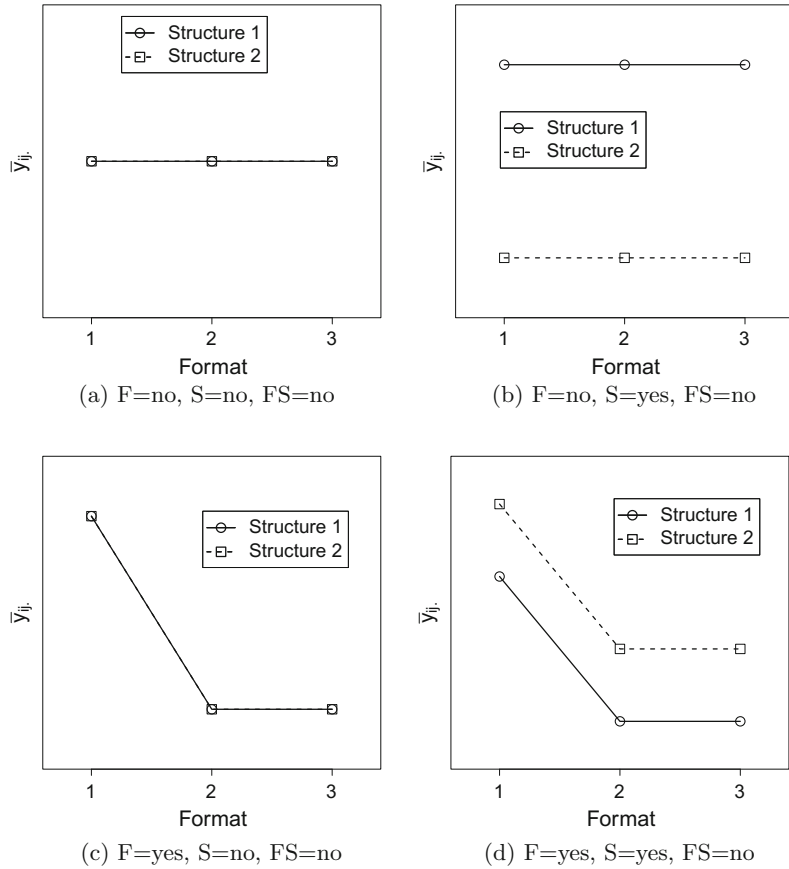 Structure 1
Structure 2
ȳij.
1 2 3
Format
(a) F=no, S=no, FS=no
Structure 1
Structure 2
ȳij.
1 2 3
Format
(b) F=no, S=yes, FS=no
Structure 1
Structure 2
ȳij.
1 2 3
Format
(c) F=yes, S=no, FS=no
Structure 1
Structure 2
ȳij.
1 2 3
Format
(d) F=yes, S=yes, FS=no